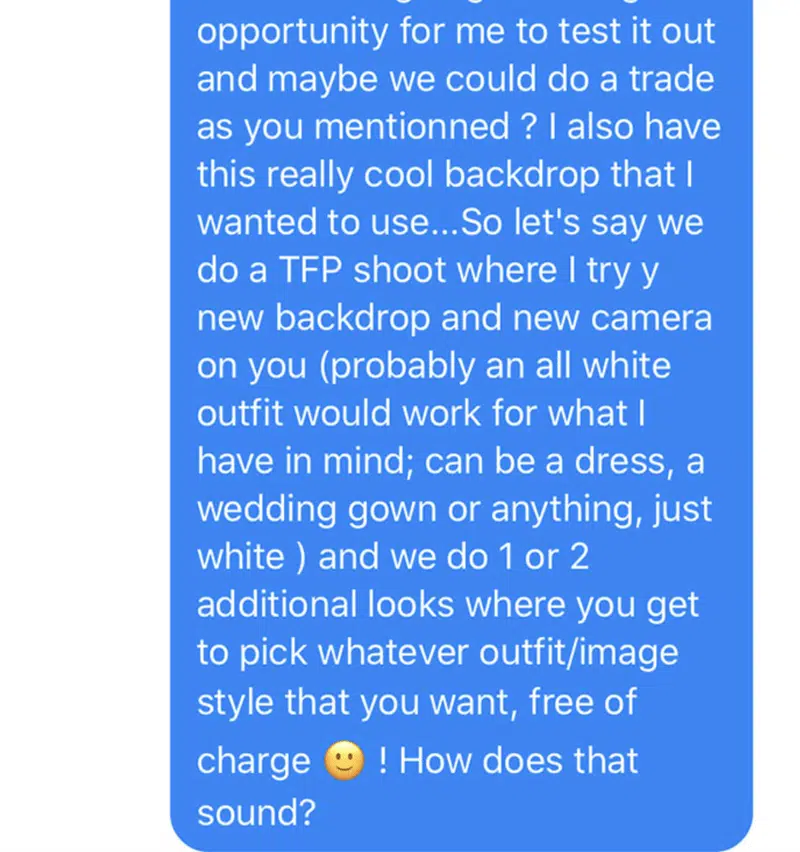 opportunity for me to test it out
and maybe we could do a trade
as you mentionned ? I also have
this really cool backdrop that I
wanted to use...So let's say we
do a TFP shoot where I try y
new backdrop and new camera
on you (probably an all white
outfit would work for what I
have in mind; can be a dress, a
wedding gown or anything, just
white ) and we do 1 or 2
additional looks where you get
to pick whatever outfit/image
style that you want, free of
charge 🙂 ! How does that
sound?